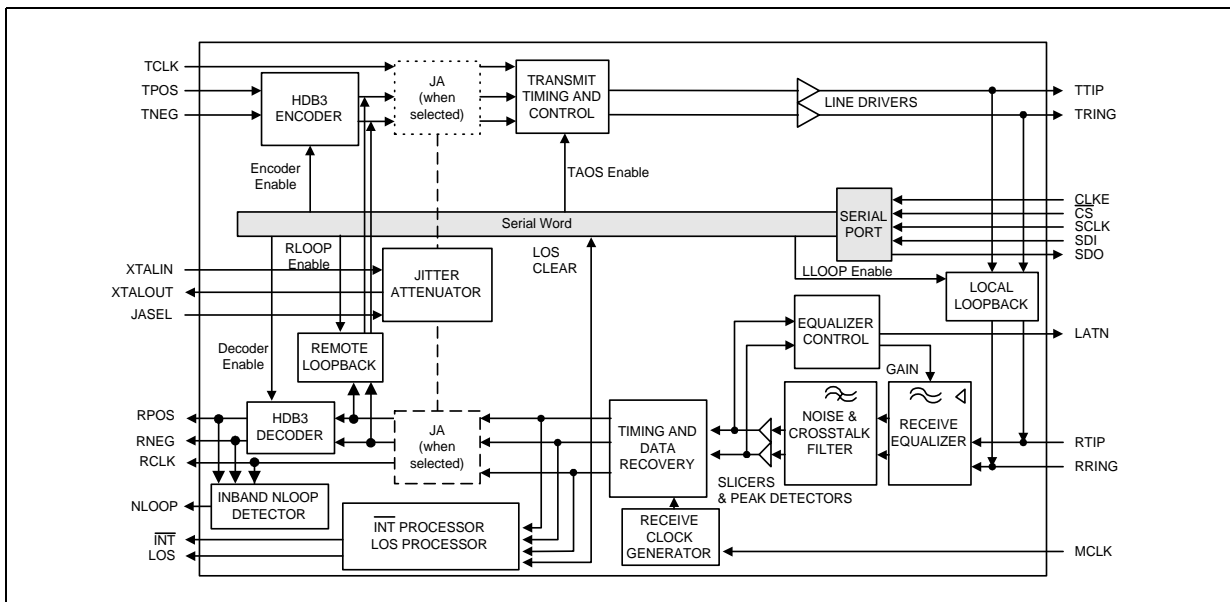 TCLK
TPOS
TNEG
HDB3
ENCODER
JA
(when
selected)
TRANSMIT
TIMING AND
CONTROL
LINE DRIVERS
TTIP
TRING
Encoder
Enable
TAOS Enable
Serial Word
SERIAL
PORT
CLKE
CS
SCLK
SDI
SDO
RLOOP
Enable
LOS
CLEAR
LLOOP Enable
XTALIN
XTALOUT
JASEL
JITTER
ATTENUATOR
LOCAL
LOOPBACK
Decoder
Enable
REMOTE
LOOPBACK
EQUALIZER
CONTROL
LATN
GAIN
RPOS
RNEG
RCLK
HDB3
DECODER
JA
(when
selected)
TIMING AND
DATA
RECOVERY
NOISE &
CROSSTALK
FILTER
RECEIVE
EQUALIZER
RTIP
RRING
SLICERS
& PEAK DETECTORS
NLOOP
INBAND NLOOP
DETECTOR
INT
LOS
INT PROCESSOR
LOS PROCESSOR
RECEIVE
CLOCK
GENERATOR
MCLK